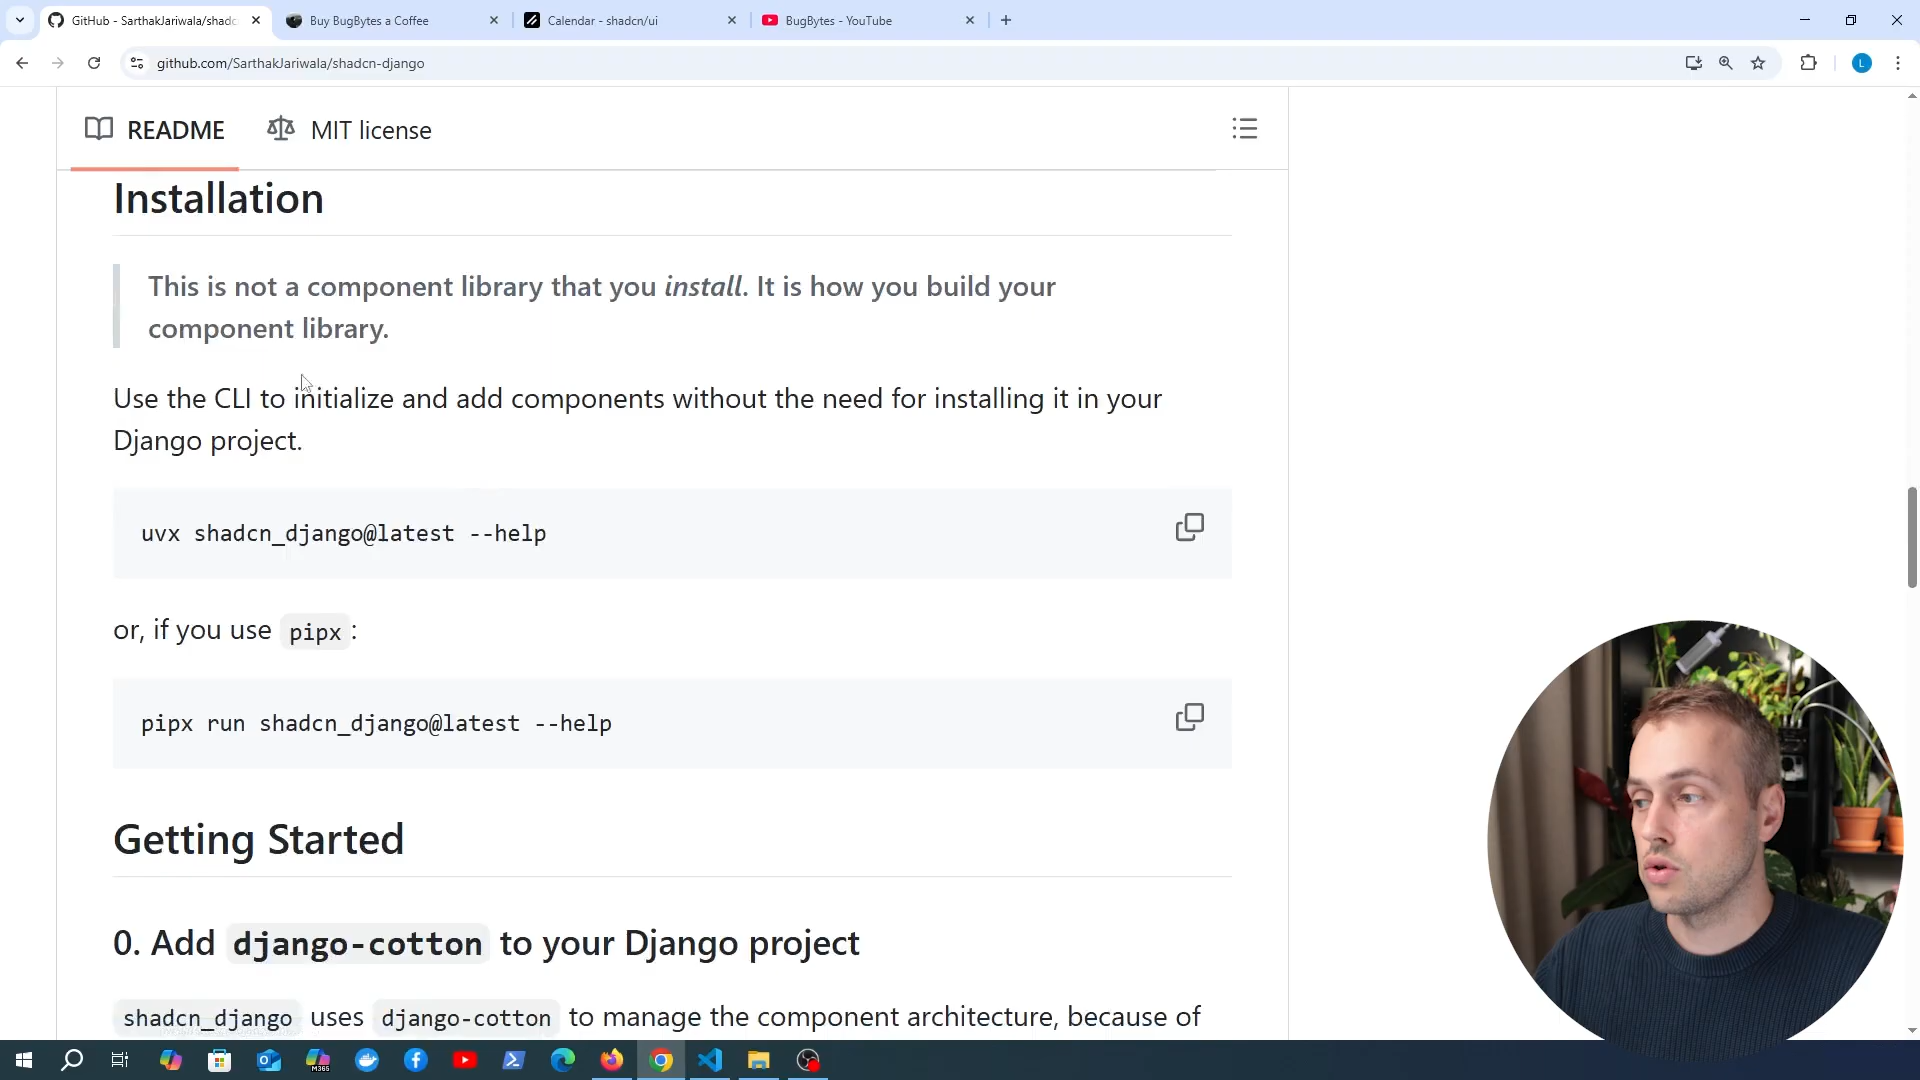 GitHub - SarthakJariwala/shadc
Buy BugBytes a Coffee
Calendar - shadcn/ui
BugBytes - YouTube
github.com/SarthakJariwala/shadcn-django
L
README
MIT license
Installation
This is not a component library that you install. It is how you build your
component library.
Use the CLI to initialize and add components without the need for installing it in your
Django project.
uvx shadcn_django@latest --help
or, if you use pipx:
pipx run shadcn_django@latest --help
Getting Started
0. Add django-cotton to your Django project
shadcn_django uses django-cotton to manage the component architecture, because of
M365